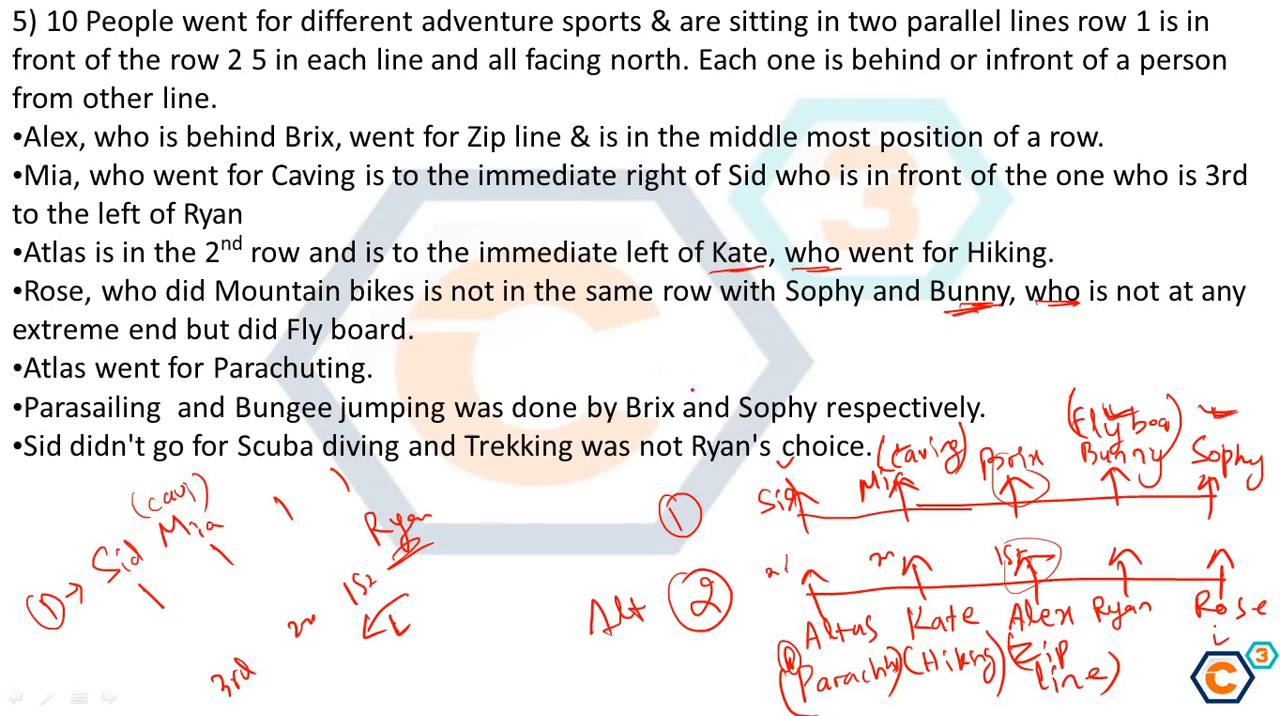 5) 10 People went for different adventure sports & are sitting in two parallel lines row 1 is in
front of the row 2 5 in each line and all facing north. Each one is behind or infront of a person
from other line.
•Alex, who is behind Brix, went for Zip line & is in the middle most position of a row.
•Mia, who went for Caving is to the immediate right of Sid who is in front of the one who is 3rd
to the left of Ryan
•Atlas is in the 2nd row and is to the immediate left of Kate, who went for Hiking.
•Rose, who did Mountain bikes is not in the same row with Sophy and Bunny, who is not at any
extreme end but did Fly board.
•Atlas went for Parachuting.
•Parasailing and Bungee jumping was done by Brix and Sophy respectively.
•Sid didn't go for Scuba diving and Trekking was not Ryan's choice.
(Caving) (Fly boa)
① Sid Mia Brix Bunny Sophy
(cavi)
① → Sid Mia Ryan
1st
3rd
② 1st
Altus Kate Alex Ryan Rose
(Hiking) (Zip
line)
C3